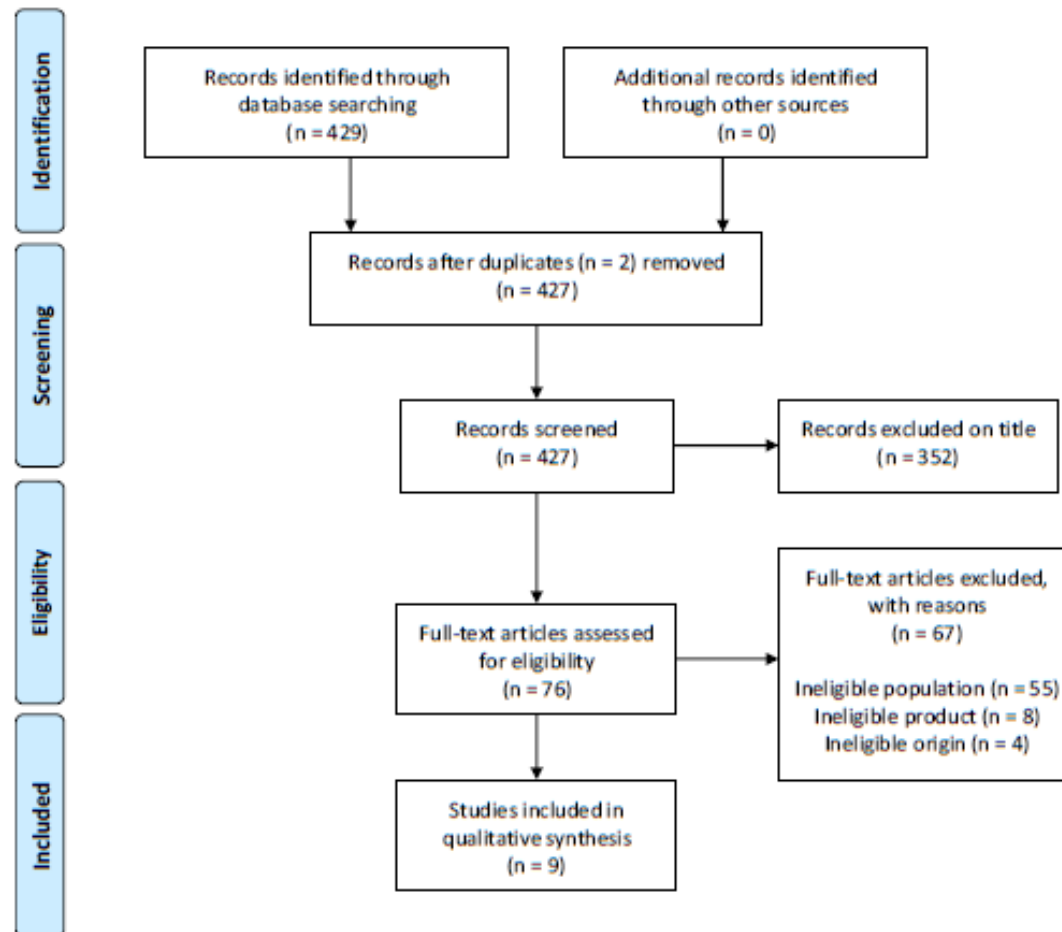 Identification
Records identified through
database searching
(n = 429)
Additional records identified
through other sources
(n = 0)
Screening
Records after duplicates (n = 2) removed
(n = 427)
Records screened
(n = 427)
Records excluded on title
(n = 352)
Eligibility
Full-text articles assessed
for eligibility
(n = 76)
Full-text articles excluded,
with reasons
(n = 67)
Ineligible population (n = 55)
Ineligible product (n = 8)
Ineligible origin (n = 4)
Included
Studies included in
qualitative synthesis
(n = 9)